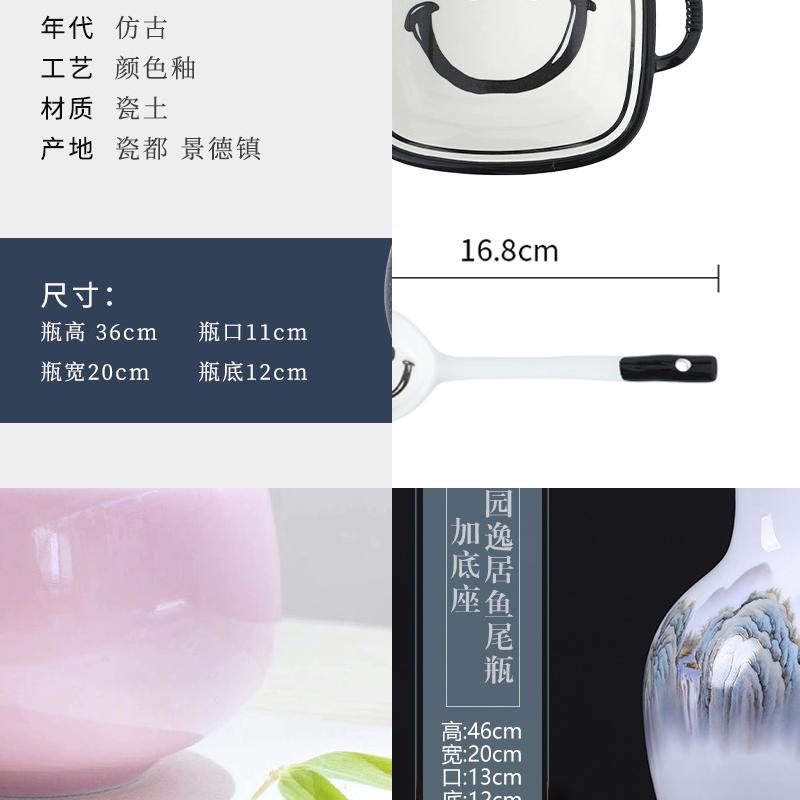 年代 仿古
工艺 颜色釉
材质 瓷土
产地 瓷都 景德镇
尺寸：
瓶高 36cm 瓶口11cm
瓶宽20cm 瓶底12cm
16.8cm
园逸居鱼尾瓶
加底座
高:46cm
宽:20cm
口:13cm
底:12cm